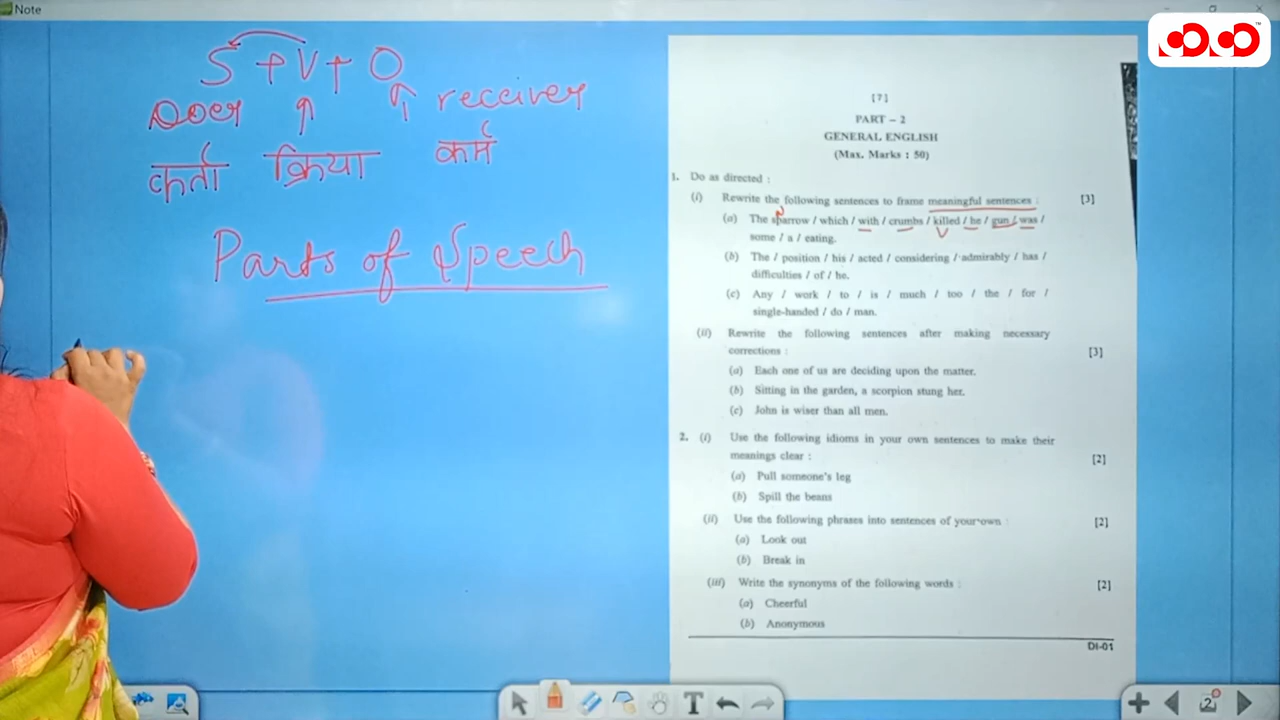 Note
S + V + O
Doer receiver
कर्ता क्रिया कर्म
Parts of Speech
[7]
PART – 2
GENERAL ENGLISH
(Max. Marks : 50)
1. Do as directed :
(i) Rewrite the following sentences to frame meaningful sentences : [3]
(a) The sparrow / which / with / crumbs / killed / he / gun / was /
some / a / eating.
(b) The / position / his / acted / considering / admirably / has /
difficulties / of / he.
(c) Any / work / to / is / much / too / the / for /
single-handed / do / man.
(ii) Rewrite the following sentences after making necessary
corrections : [3]
(a) Each one of us are deciding upon the matter.
(b) Sitting in the garden, a scorpion stung her.
(c) John is wiser than all men.
2. (i) Use the following idioms in your own sentences to make their
meanings clear : [2]
(a) Pull someone's leg
(b) Spill the beans
(ii) Use the following phrases into sentences of your own : [2]
(a) Look out
(b) Break in
(iii) Write the synonyms of the following words : [2]
(a) Cheerful
(b) Anonymous
DI-01
T
2